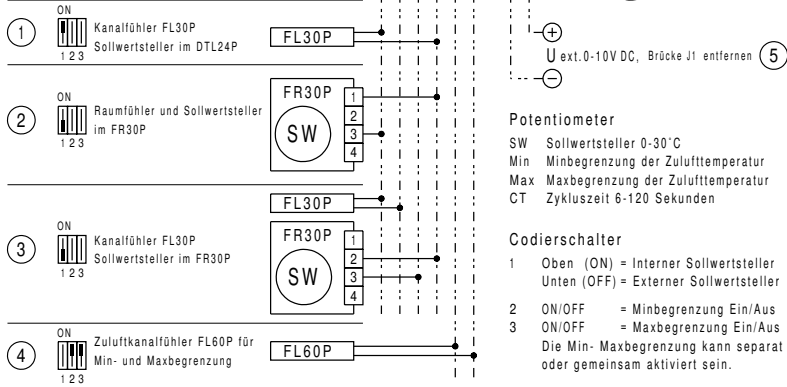 ON
1
Kanalfühler FL30P
Sollwertsteller im DTL24P
1 2 3
FL30P
ON
2
Raumfühler und Sollwertsteller
im FR30P
1 2 3
FR30P
SW
1
2
3
4
FL30P
ON
3
Kanalfühler FL30P
Sollwertsteller im FR30P
1 2 3
FR30P
SW
1
2
3
4
ON
4
Zuluftkanalfühler FL60P für
Min- und Maxbegrenzung
1 2 3
FL60P
+
U ext.0-10V DC, Brücke J1 entfernen 5
−
Potentiometer
SW Sollwertsteller 0-30°C
Min Minbegrenzung der Zulufttemperatur
Max Maxbegrenzung der Zulufttemperatur
CT Zykluszeit 6-120 Sekunden
Codierschalter
1 Oben (ON) = Interner Sollwertsteller
Unten (OFF) = Externer Sollwertsteller
2 ON/OFF = Minbegrenzung Ein/Aus
3 ON/OFF = Maxbegrenzung Ein/Aus
Die Min- Maxbegrenzung kann separat
oder gemeinsam aktiviert sein.